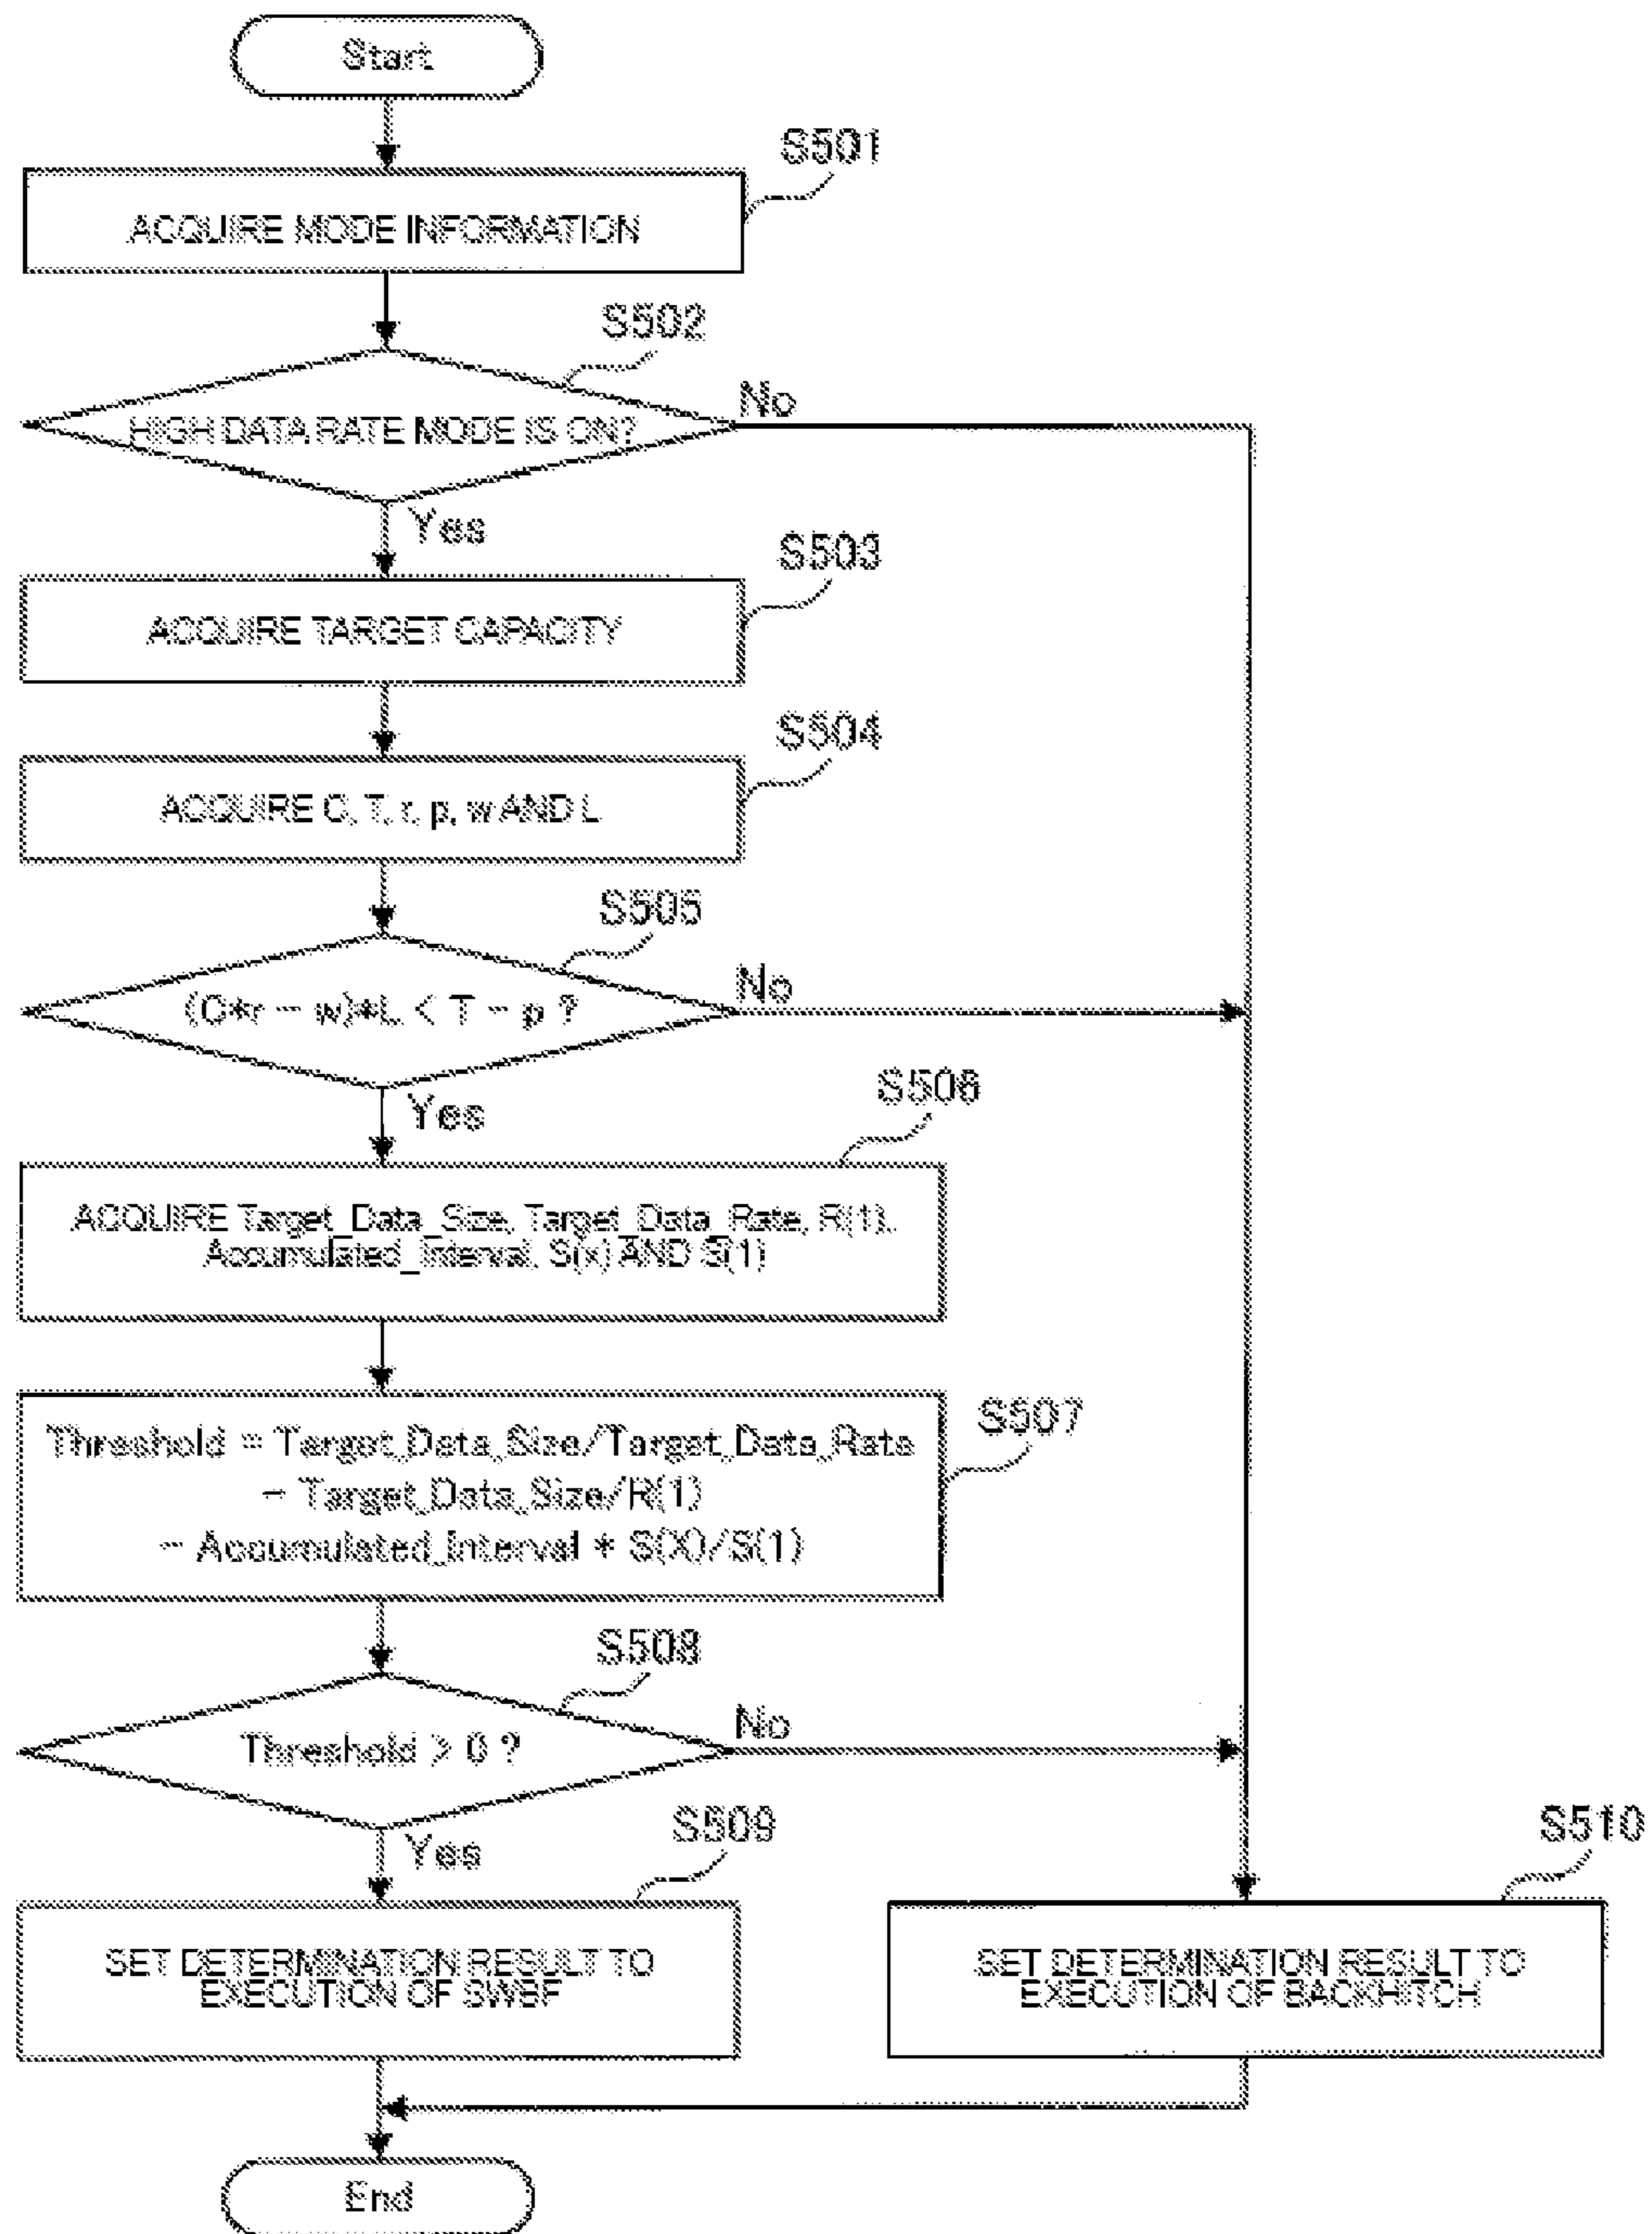 Start
S501
ACQUIRE MODE INFORMATION
S502
HIGH DATA RATE MODE IS ON?
No
Yes
S503
ACQUIRE TARGET CAPACITY
S504
ACQUIRE C, T, r, p, w AND L
S505
(C*r - w)*L < T - p ?
No
Yes
S506
ACQUIRE Target_Data_Size, Target_Data_Rate, R(1),
Accumulated_Interval, S(x) AND S(1)
S507
Threshold = Target_Data_Size/Target_Data_Rate
- Target_Data_Size/R(1)
- Accumulated_Interval * S(X)/S(1)
S508
Threshold > 0 ?
No
Yes
S509
SET DETERMINATION RESULT TO
EXECUTION OF SWBF
S510
SET DETERMINATION RESULT TO
EXECUTION OF BACKHITCH
End